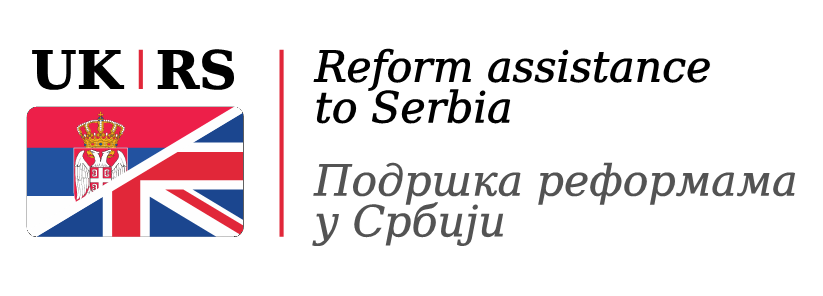 UK|RS
Reform assistance
to Serbia
Подршка реформама
у Србији